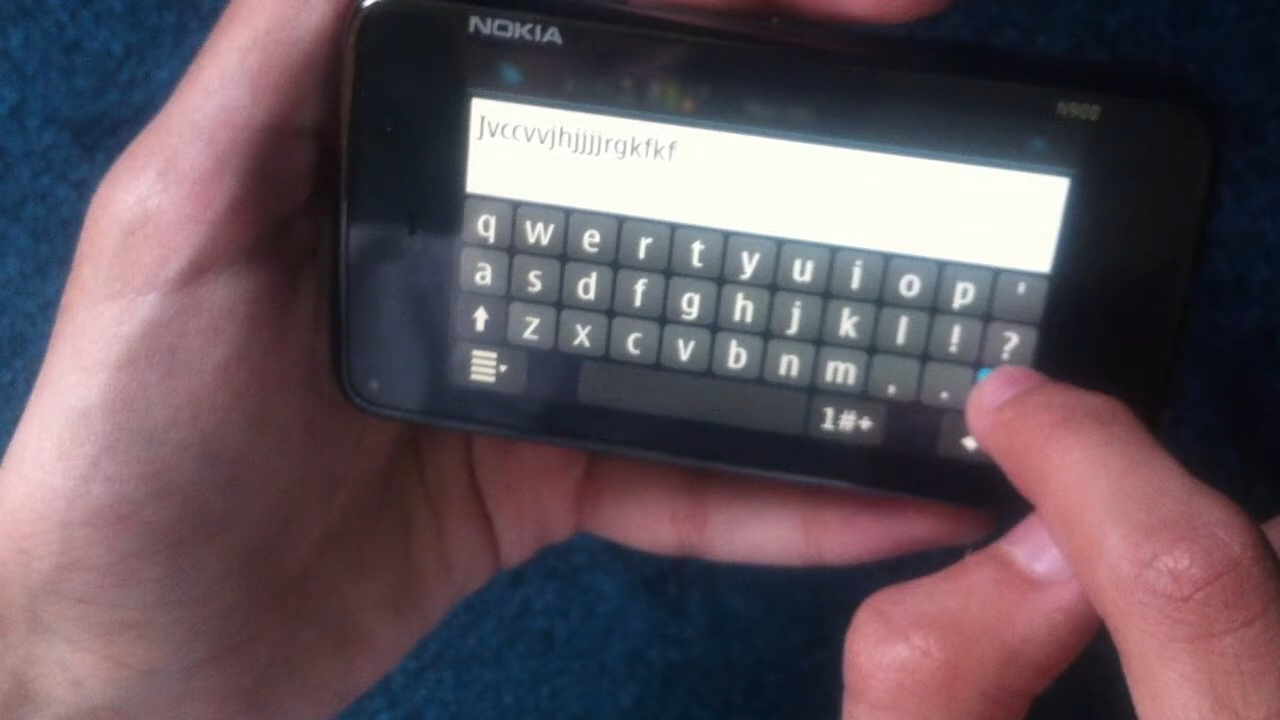 NOKIA
N900
Jvccvvjhjjjjrgkfkf
q w e r t y u i o p '
a s d f g h j k l ! ?
z x c v b n m , .
1#+